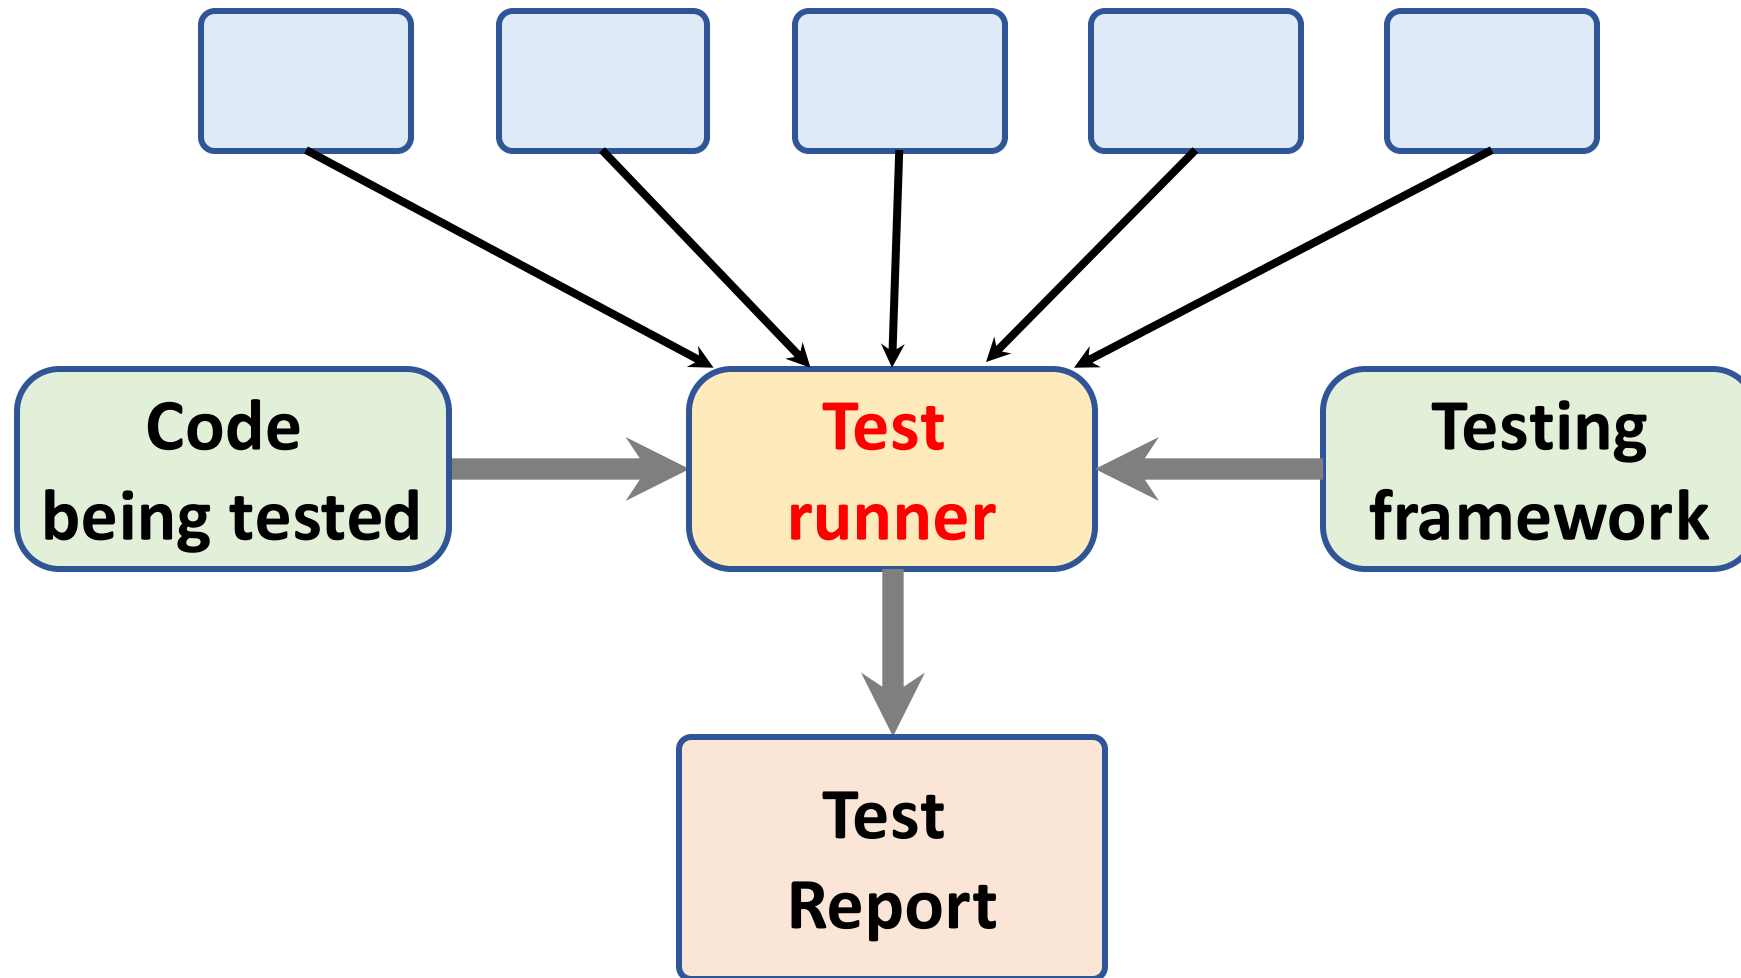 Code
being tested
Test
runner
Testing
framework
Test
Report